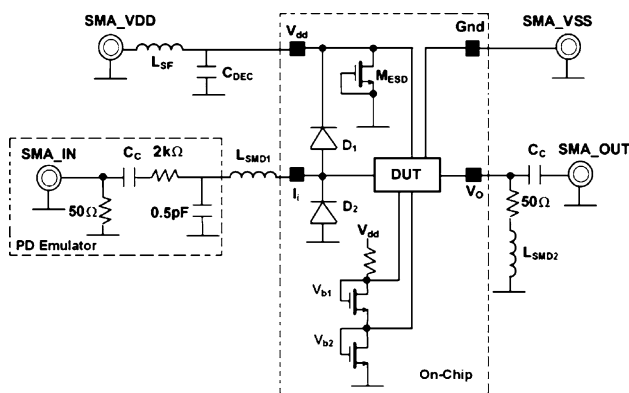 SMA_VDD
L_SF
C_DEC
V_dd
M_ESD
Gnd
SMA_VSS
D_1
SMA_IN
C_C
2kΩ
L_SMD1
50Ω
0.5pF
PD Emulator
I_i
D_2
DUT
V_O
C_C
SMA_OUT
50Ω
L_SMD2
V_dd
V_b1
V_b2
On-Chip